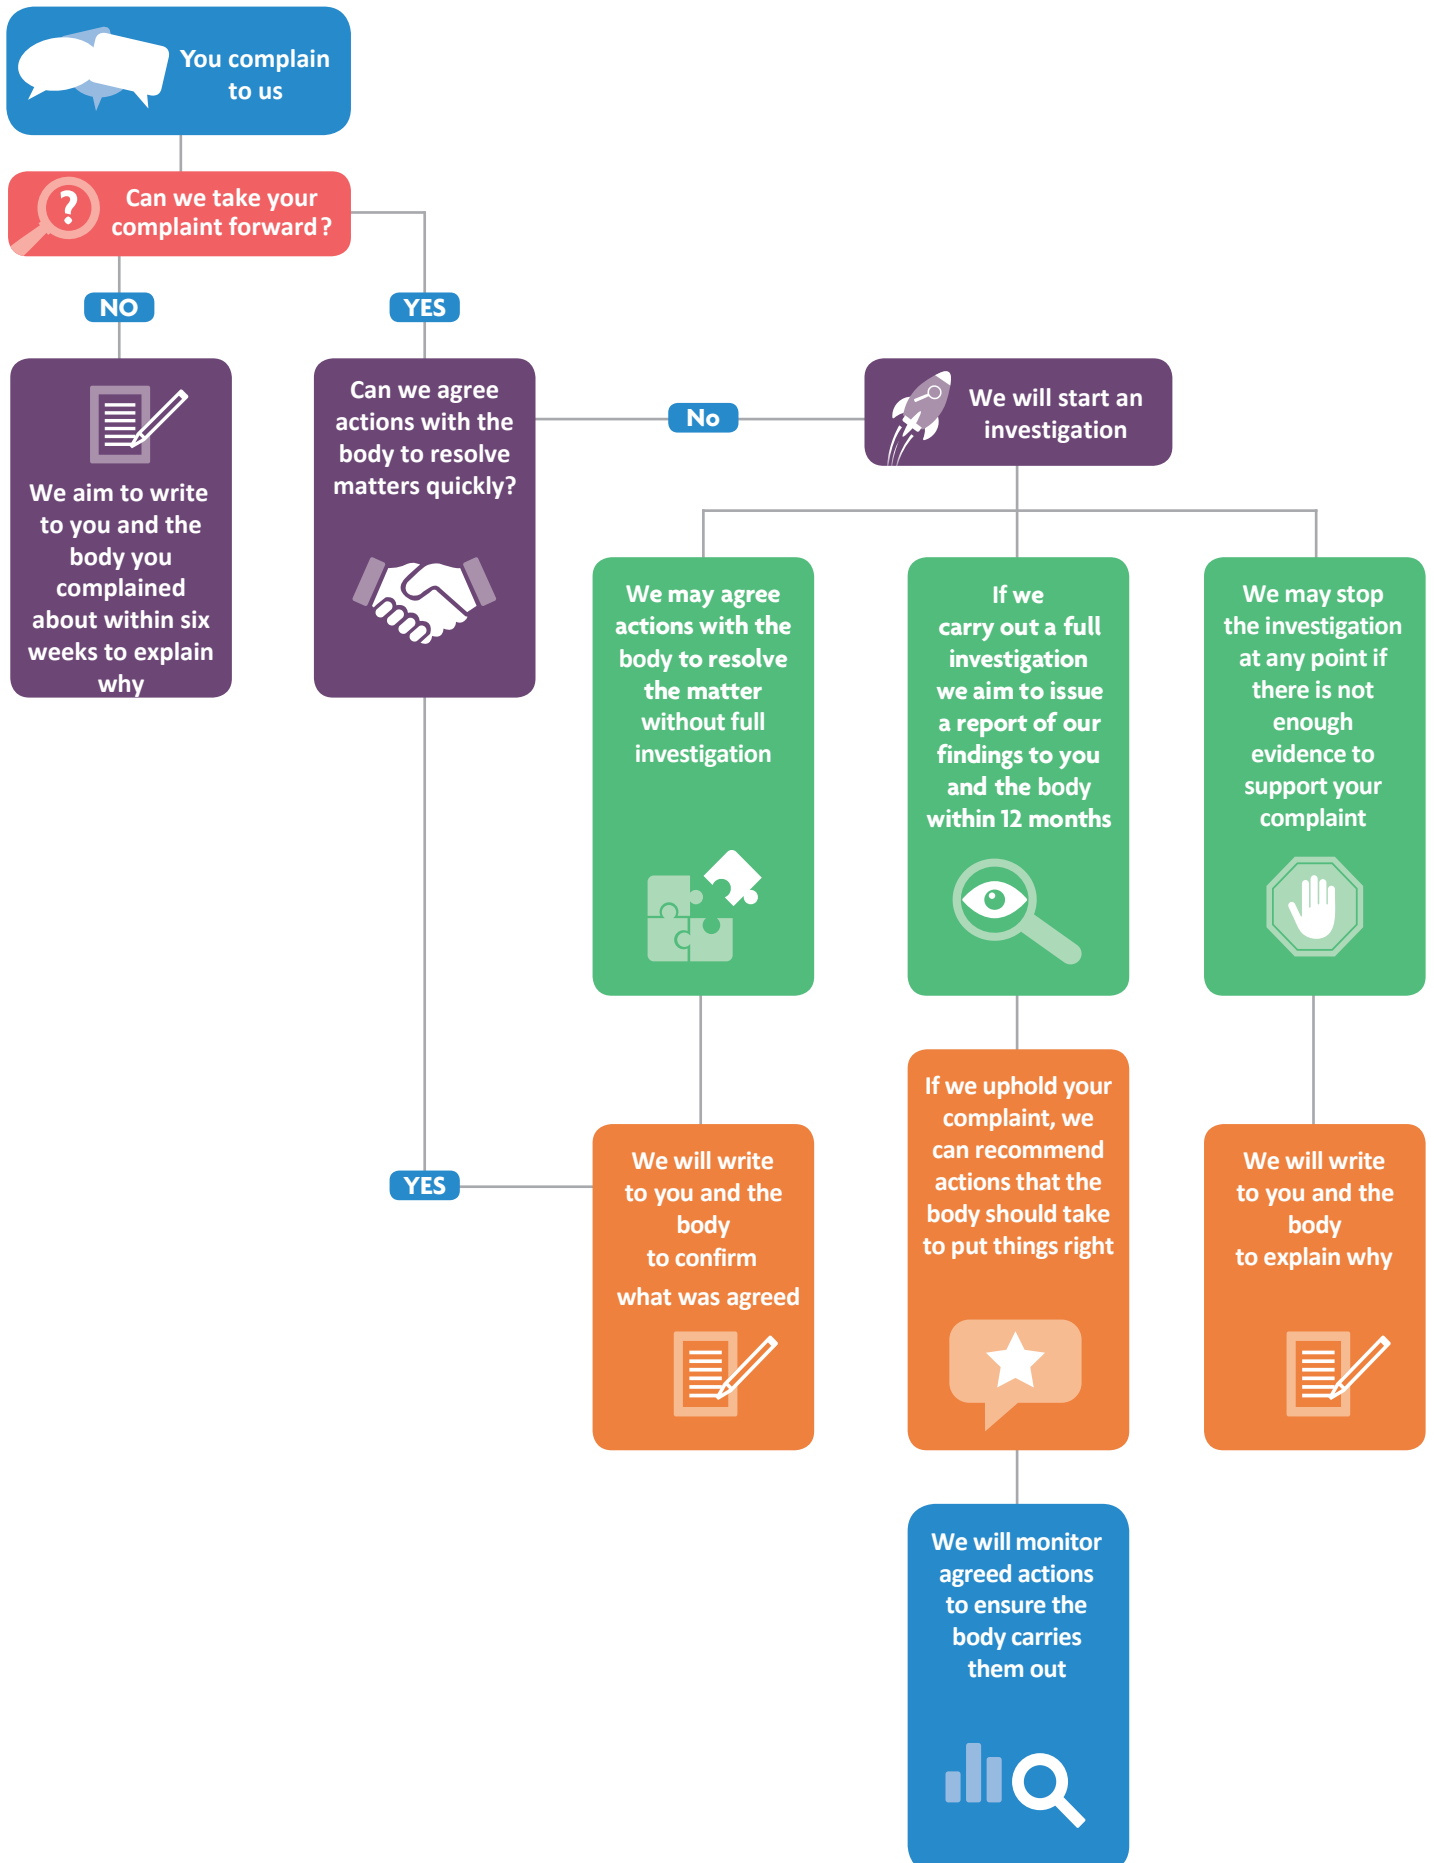 You complain
to us
?
Can we take your
complaint forward?
NO
YES
We aim to write
to you and the
body you
complained
about within six
weeks to explain
why
Can we agree
actions with the
body to resolve
matters quickly?
No
We will start an
investigation
We may agree
actions with the
body to resolve
the matter
without full
investigation
If we
carry out a full
investigation
we aim to issue
a report of our
findings to you
and the body
within 12 months
We may stop
the investigation
at any point if
there is not
enough
evidence to
support your
complaint
YES
We will write
to you and the
body
to confirm
what was agreed
If we uphold your
complaint, we
can recommend
actions that the
body should take
to put things right
We will write
to you and the
body
to explain why
We will monitor
agreed actions
to ensure the
body carries
them out